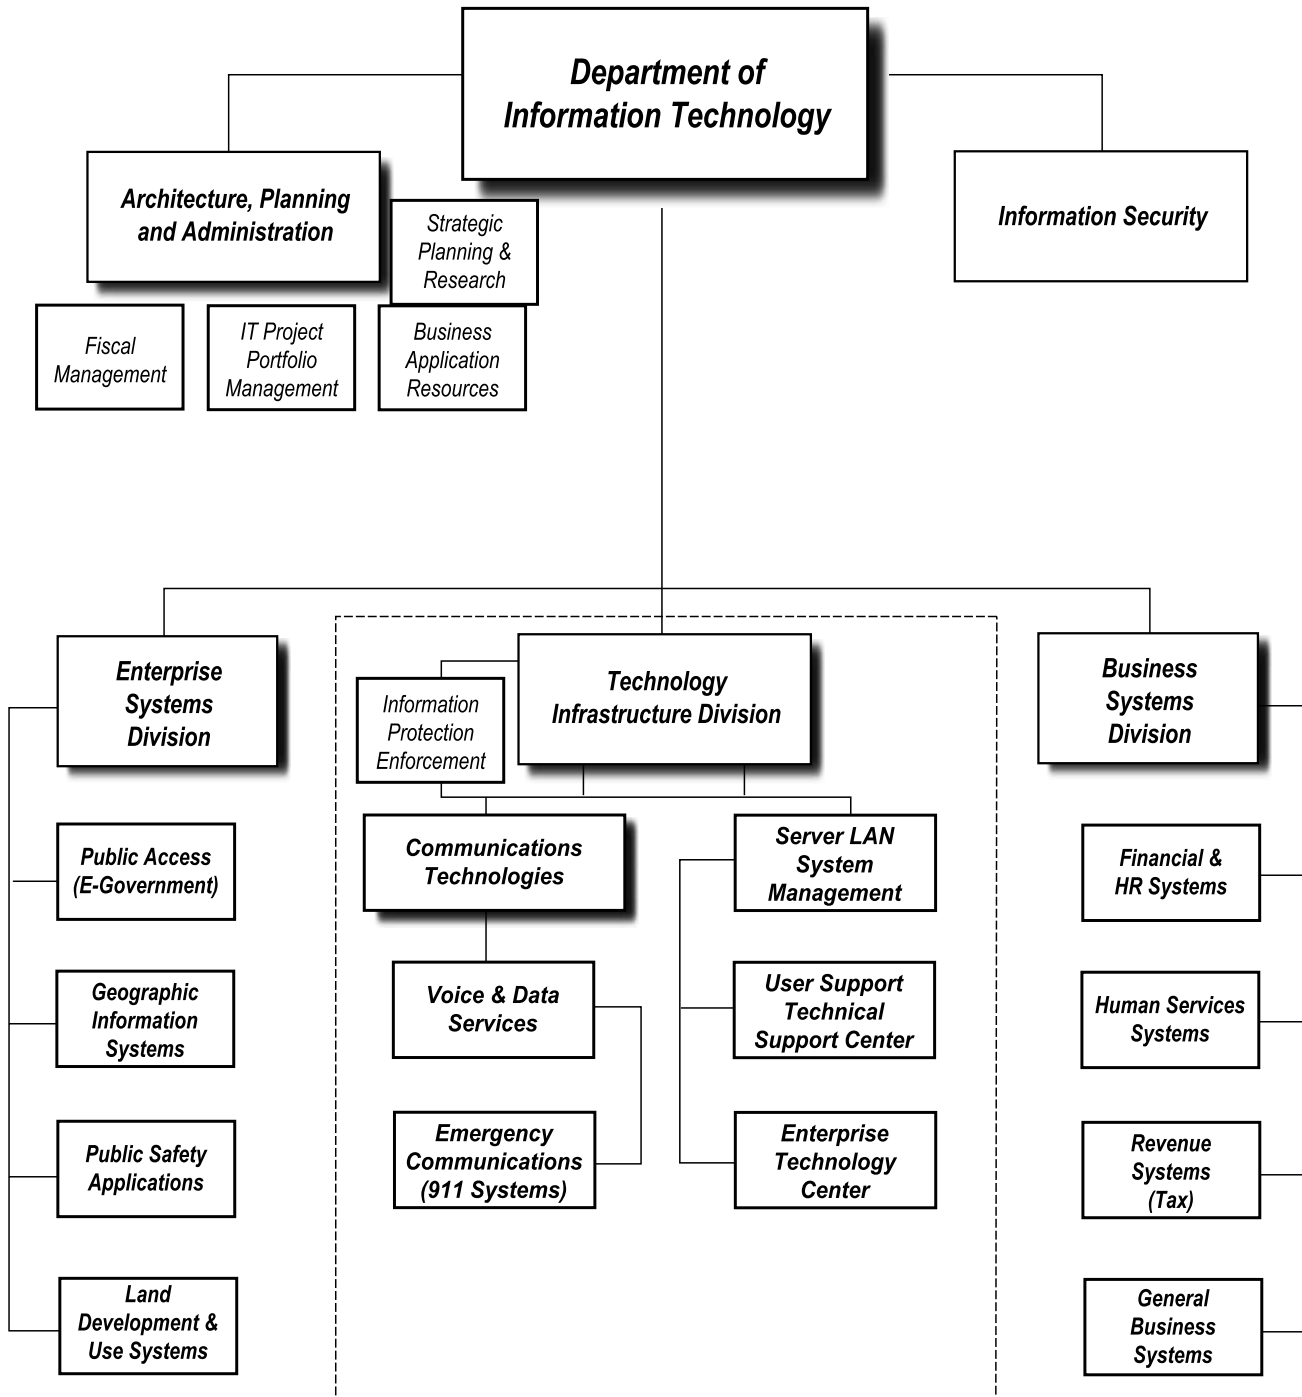 Department of
Information Technology
Architecture, Planning
and Administration
Information Security
Strategic
Planning &
Research
Fiscal
Management
IT Project
Portfolio
Management
Business
Application
Resources
Enterprise
Systems
Division
Technology
Infrastructure Division
Business
Systems
Division
Information
Protection
Enforcement
Public Access
(E-Government)
Communications
Technologies
Server LAN
System
Management
Financial &
HR Systems
Geographic
Information
Systems
Voice & Data
Services
User Support
Technical
Support Center
Human Services
Systems
Public Safety
Applications
Emergency
Communications
(911 Systems)
Enterprise
Technology
Center
Revenue
Systems
(Tax)
Land
Development &
Use Systems
General
Business
Systems